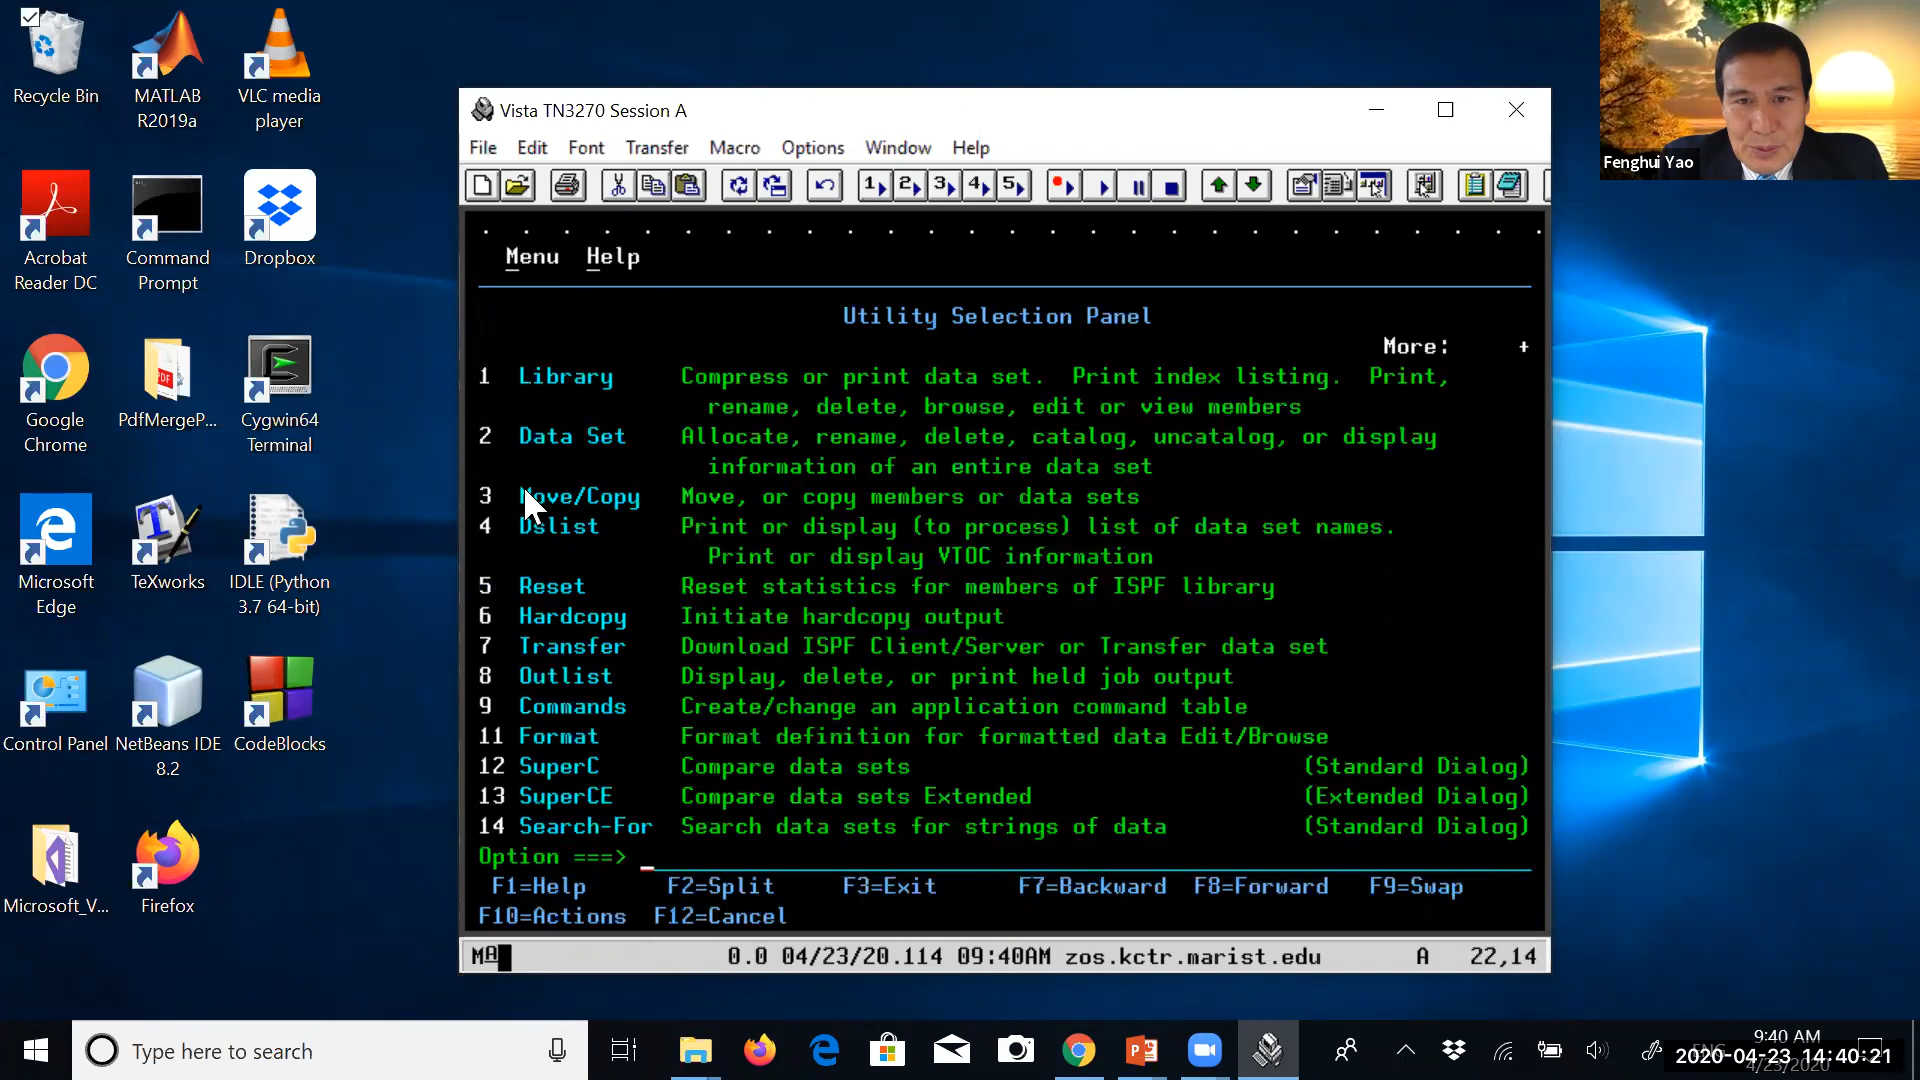 Recycle Bin
MATLAB
R2019a
VLC media
player
Acrobat
Reader DC
Command
Prompt
Dropbox
Google
Chrome
PdfMergeP...
Cygwin64
Terminal
Microsoft
Edge
TeXworks
IDLE (Python
3.7 64-bit)
Control Panel
NetBeans IDE
8.2
CodeBlocks
Microsoft_V...
Firefox
Vista TN3270 Session A
File Edit Font Transfer Macro Options Window Help
1 2 3 4 5
Menu Help
Utility Selection Panel
More: +
1 Library Compress or print data set. Print index listing. Print,
rename, delete, browse, edit or view members
2 Data Set Allocate, rename, delete, catalog, uncatalog, or display
information of an entire data set
3 Move/Copy Move, or copy members or data sets
4 Dslist Print or display (to process) list of data set names.
Print or display VTOC information
5 Reset Reset statistics for members of ISPF library
6 Hardcopy Initiate hardcopy output
7 Transfer Download ISPF Client/Server or Transfer data set
8 Outlist Display, delete, or print held job output
9 Commands Create/change an application command table
11 Format Format definition for formatted data Edit/Browse
12 SuperC Compare data sets (Standard Dialog)
13 SuperCE Compare data sets Extended (Extended Dialog)
14 Search-For Search data sets for strings of data (Standard Dialog)
Option ===>
F1=Help F2=Split F3=Exit F7=Backward F8=Forward F9=Swap
F10=Actions F12=Cancel
MA 0.0 04/23/20.114 09:40AM zos.kctr.marist.edu A 22,14
Fenghui Yao
Type here to search
9:40 AM
2020-04-23 14:40:21
4/23/2020